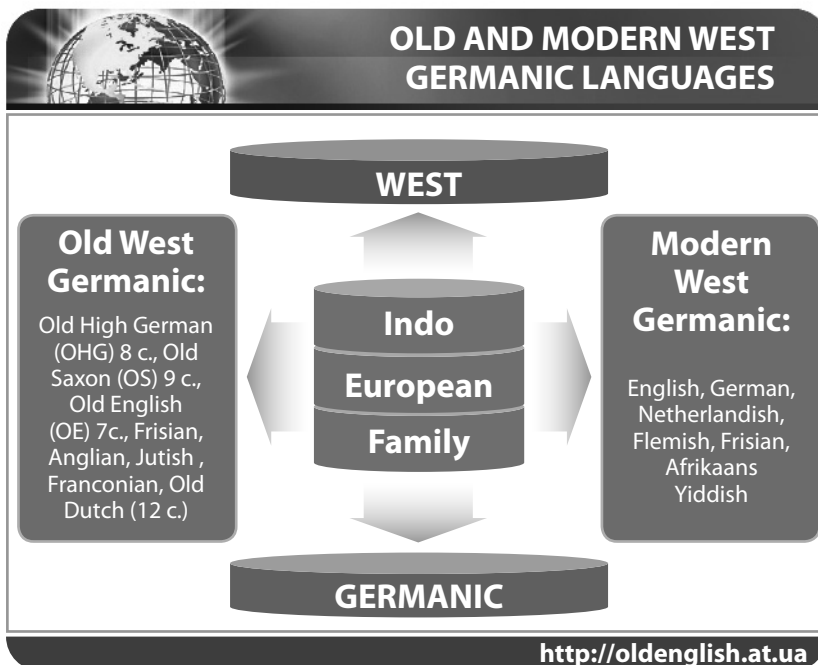 OLD AND MODERN WEST
GERMANIC LANGUAGES
WEST
Old West
Germanic:
Old High German
(OHG) 8 c., Old
Saxon (OS) 9 c.,
Old English
(OE) 7c., Frisian,
Anglian, Jutish ,
Franconian, Old
Dutch (12 c.)
Indo
European
Family
Modern
West
Germanic:
English, German,
Netherlandish,
Flemish, Frisian,
Afrikaans
Yiddish
GERMANIC
http://oldenglish.at.ua